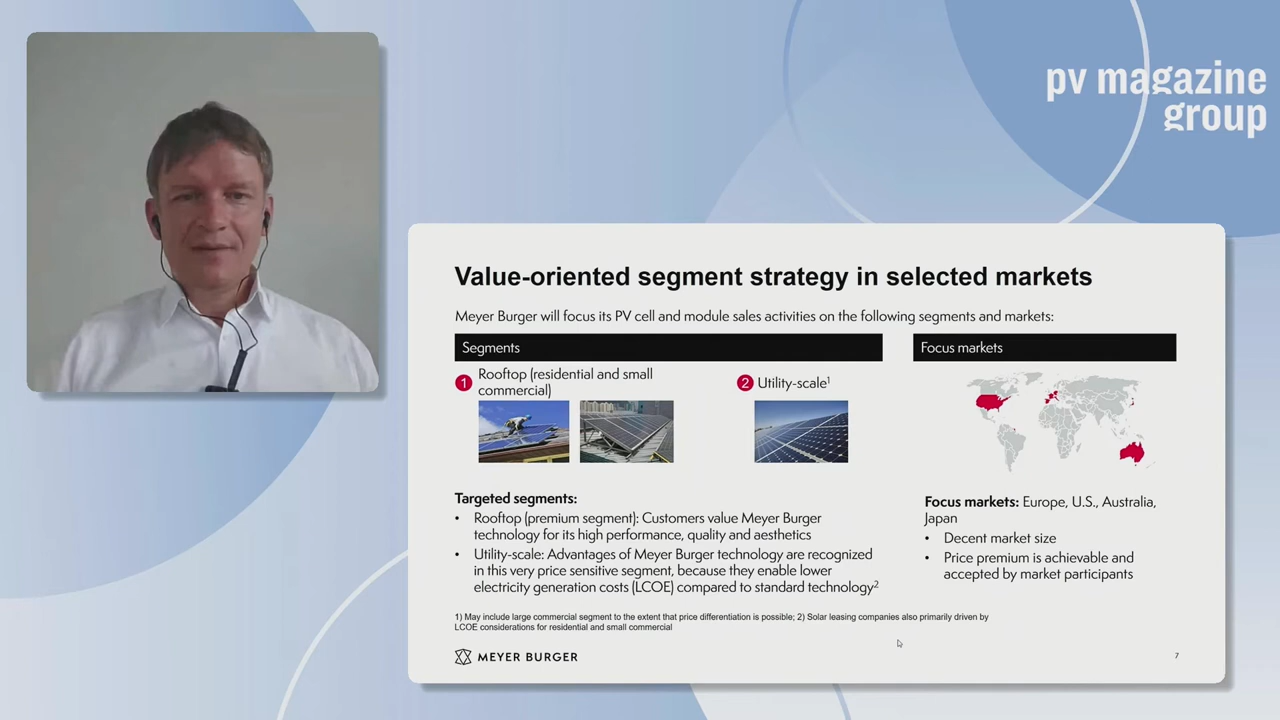 pv magazine
group
Value-oriented segment strategy in selected markets
Meyer Burger will focus its PV cell and module sales activities on the following segments and markets:
Segments
1 Rooftop (residential and small
commercial)
2 Utility-scale¹
Targeted segments:
• Rooftop (premium segment): Customers value Meyer Burger
technology for its high performance, quality and aesthetics
• Utility-scale: Advantages of Meyer Burger technology are recognized
in this very price sensitive segment, because they enable lower
electricity generation costs (LCOE) compared to standard technology²
Focus markets
Focus markets: Europe, U.S., Australia,
Japan
• Decent market size
• Price premium is achievable and
accepted by market participants
1) May include large commercial segment to the extent that price differentiation is possible; 2) Solar leasing companies also primarily driven by
LCOE considerations for residential and small commercial
MEYER BURGER
7